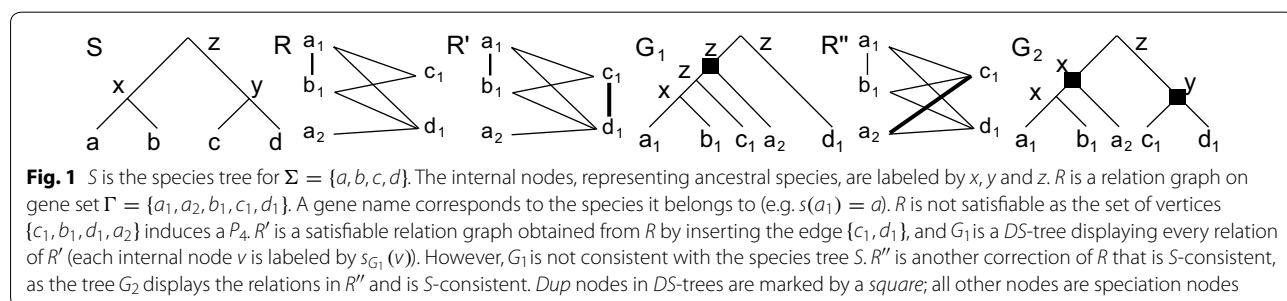 S z x y a b c d
R a₁ b₁ a₂ c₁ d₁
R' a₁ b₁ a₂ c₁ d₁
G₁ z z z x a₁ b₁ c₁ a₂ d₁
R'' a₁ b₁ a₂ c₁ d₁
G₂ z x x y a₁ b₁ a₂ c₁ d₁
Fig. 1 S is the species tree for Σ = {a, b, c, d}. The internal nodes, representing ancestral species, are labeled by x, y and z. R is a relation graph on
gene set Γ = {a₁, a₂, b₁, c₁, d₁}. A gene name corresponds to the species it belongs to (e.g. s(a₁) = a). R is not satisfiable as the set of vertices
{c₁, b₁, d₁, a₂} induces a P₄. R' is a satisfiable relation graph obtained from R by inserting the edge {c₁, d₁}, and G₁ is a DS-tree displaying every relation
of R' (each internal node v is labeled by s_G₁(v)). However, G₁ is not consistent with the species tree S. R'' is another correction of R that is S-consistent,
as the tree G₂ displays the relations in R'' and is S-consistent. Dup nodes in DS-trees are marked by a square; all other nodes are speciation nodes